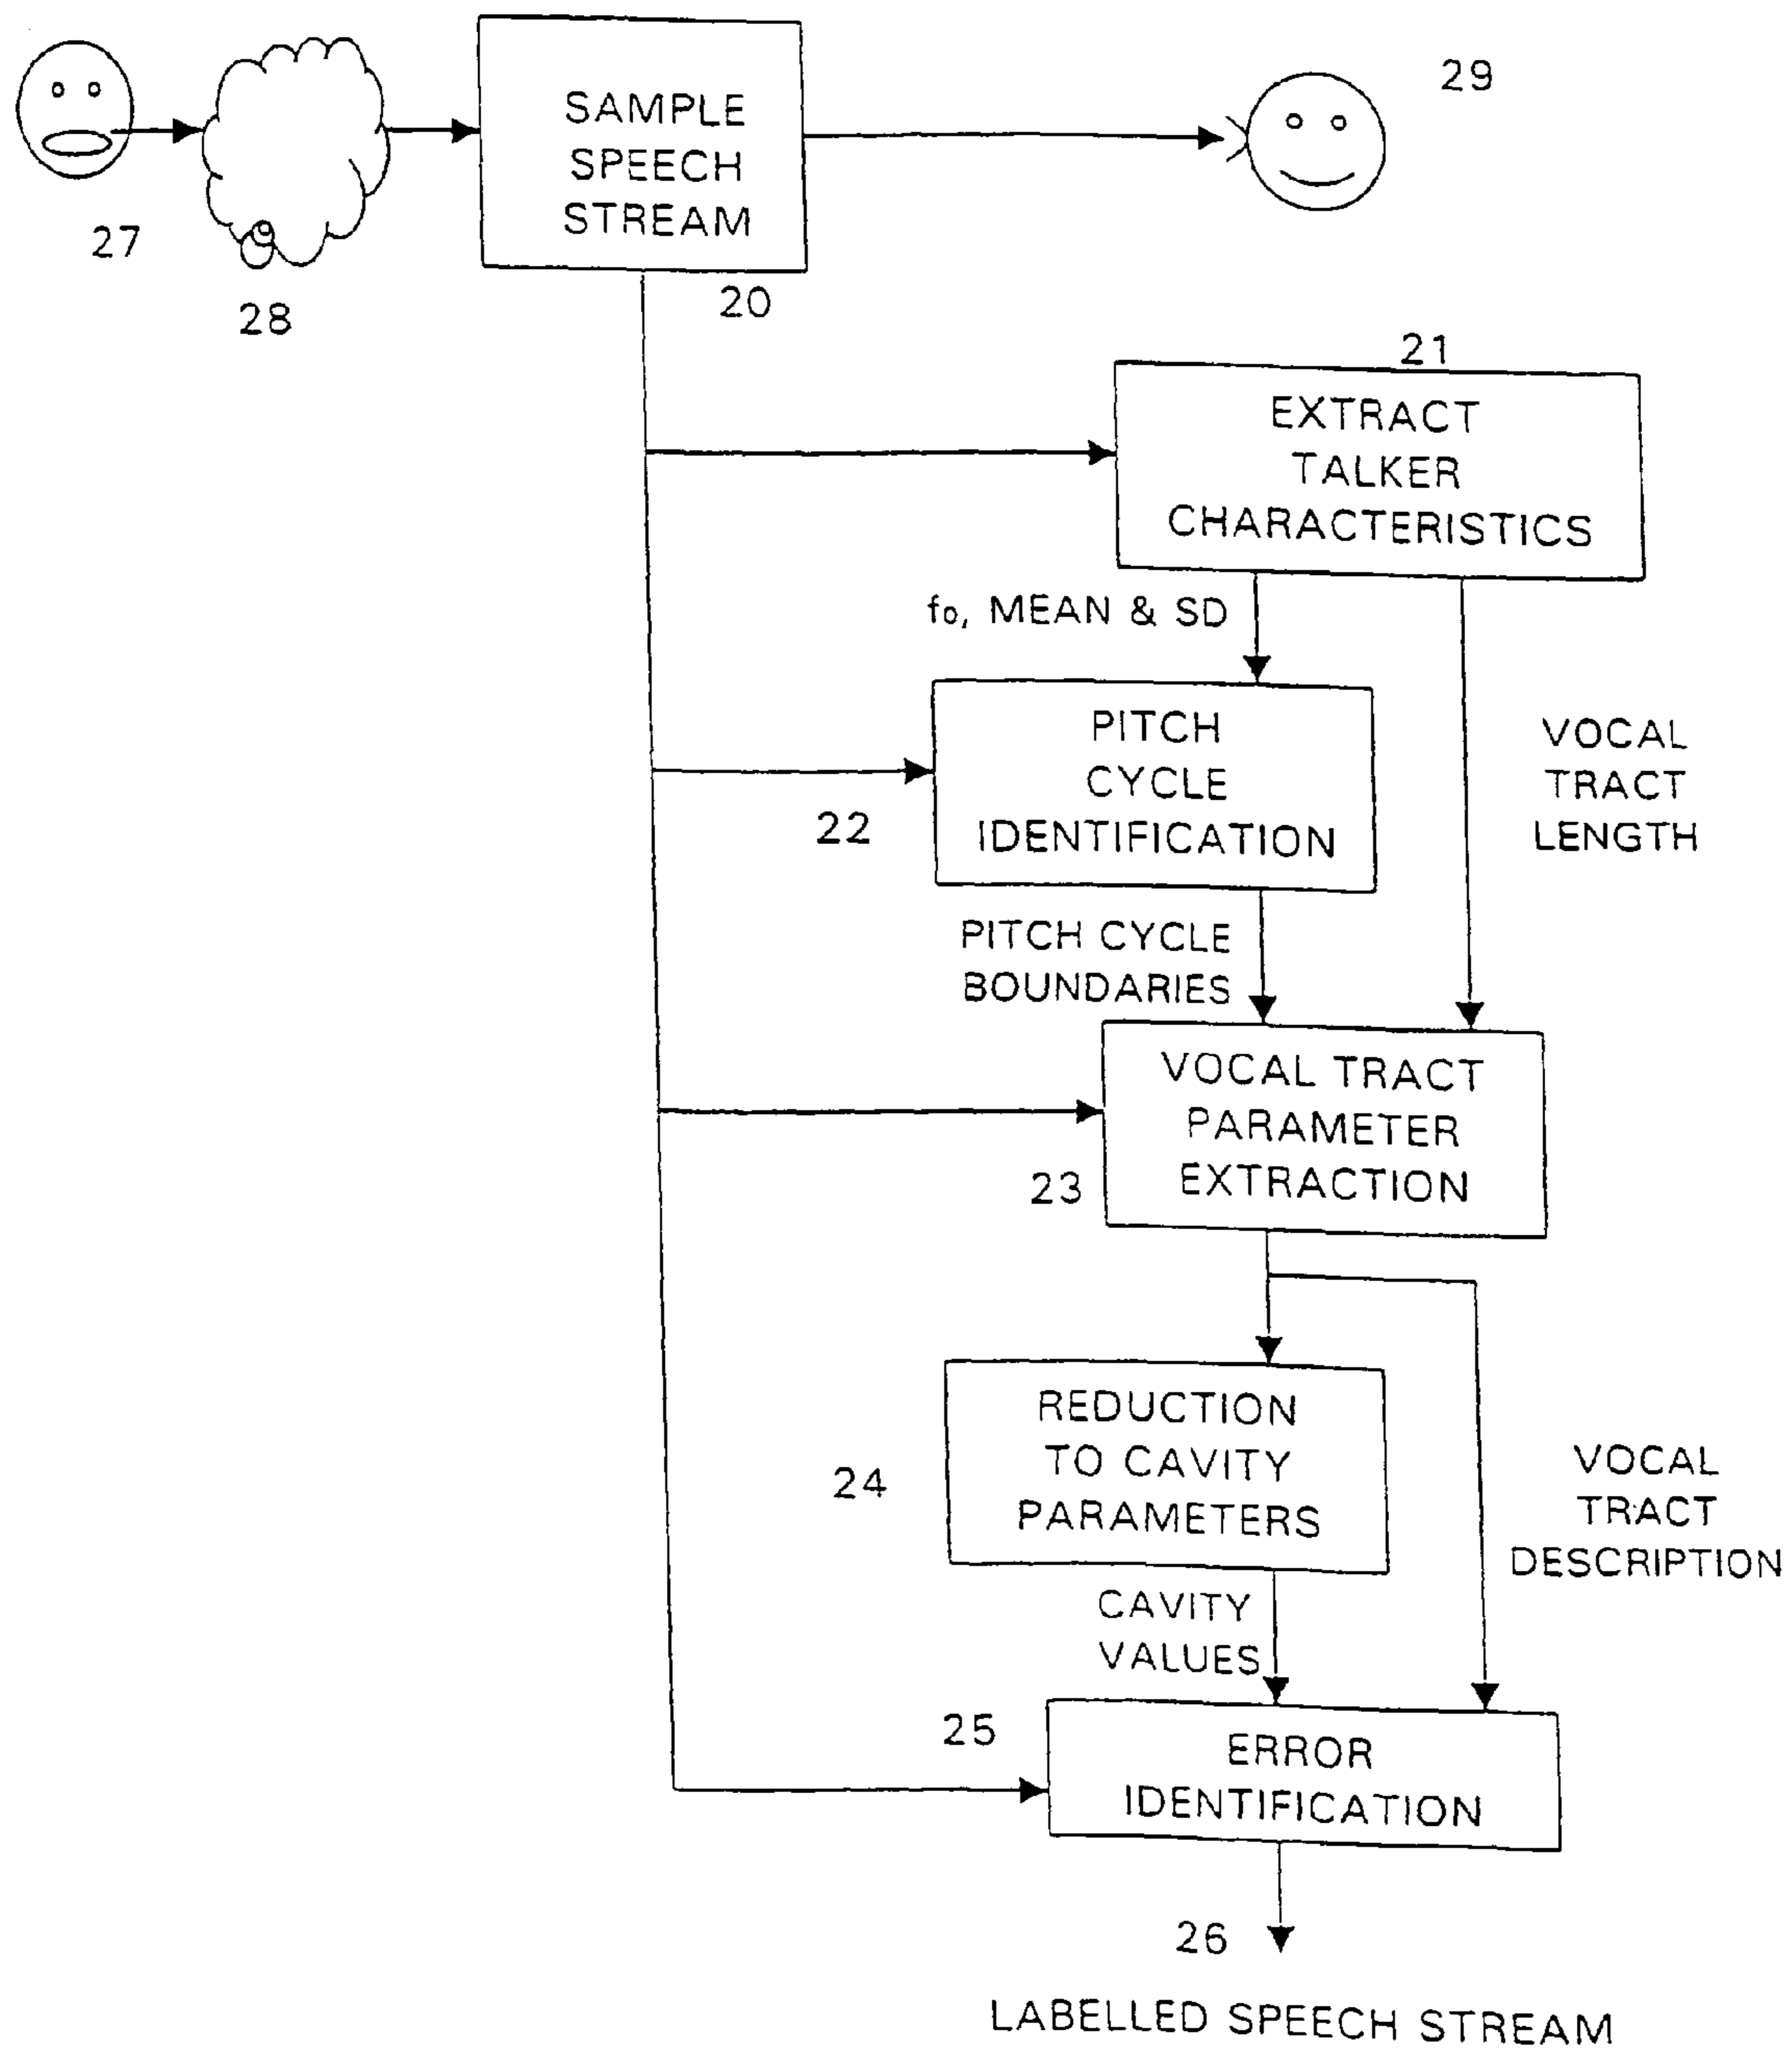 29
SAMPLE
SPEECH
STREAM
27
28
20
21
EXTRACT
TALKER
CHARACTERISTICS
fo, MEAN & SD
PITCH
CYCLE
IDENTIFICATION
22
VOCAL
TRACT
LENGTH
PITCH CYCLE
BOUNDARIES
VOCAL TRACT
PARAMETER
EXTRACTION
23
REDUCTION
TO CAVITY
PARAMETERS
24
VOCAL
TRACT
DESCRIPTION
CAVITY
VALUES
25
ERROR
IDENTIFICATION
26
LABELLED SPEECH STREAM